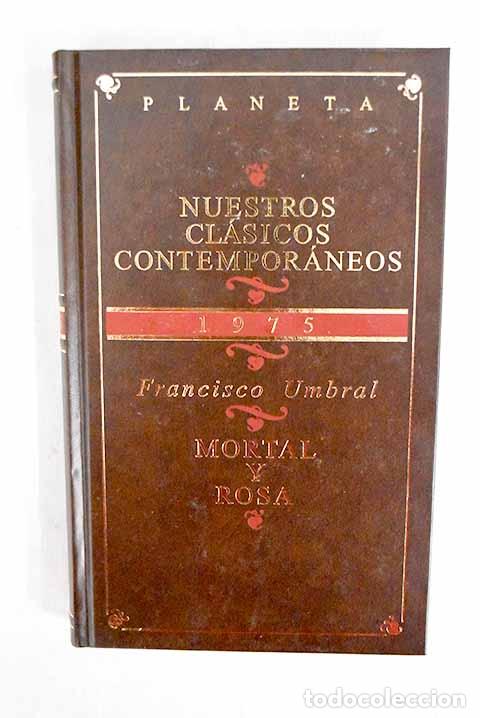 PLANETA
NUESTROS
CLÁSICOS
CONTEMPORÁNEOS
1975
Francisco Umbral
MORTAL
Y
ROSA
todocoleccion